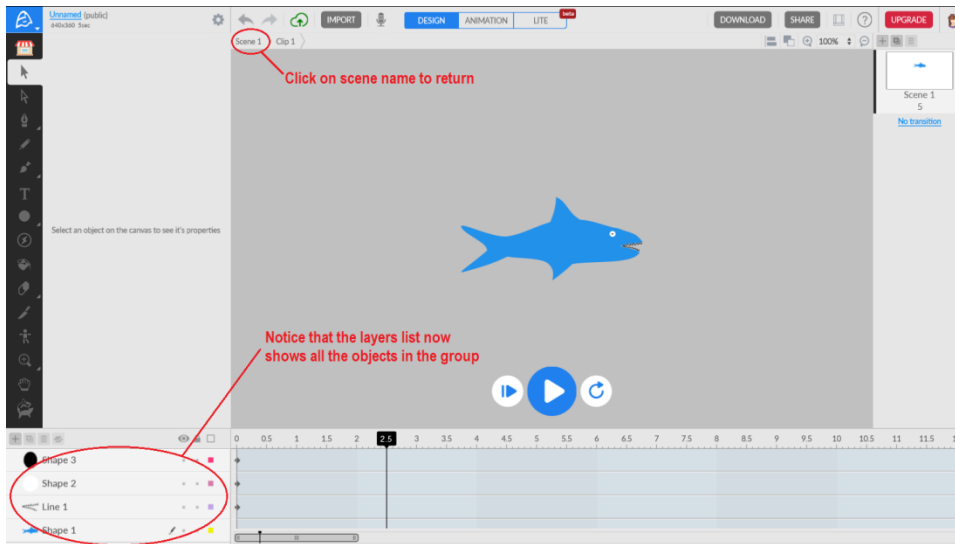 Unnamed (public)
640x360 5sec
IMPORT
DESIGN ANIMATION LITE beta
DOWNLOAD SHARE ? UPGRADE
Scene 1 Clip 1
100%
Click on scene name to return
Scene 1
5
No transition
T
Select an object on the canvas to see it's properties
Notice that the layers list now
shows all the objects in the group
0 0.5 1 1.5 2 2.5 3 3.5 4 4.5 5 5.5 6 6.5 7 7.5 8 8.5 9 9.5 10 10.5 11 11.5
Shape 3
Shape 2
Line 1
Shape 1